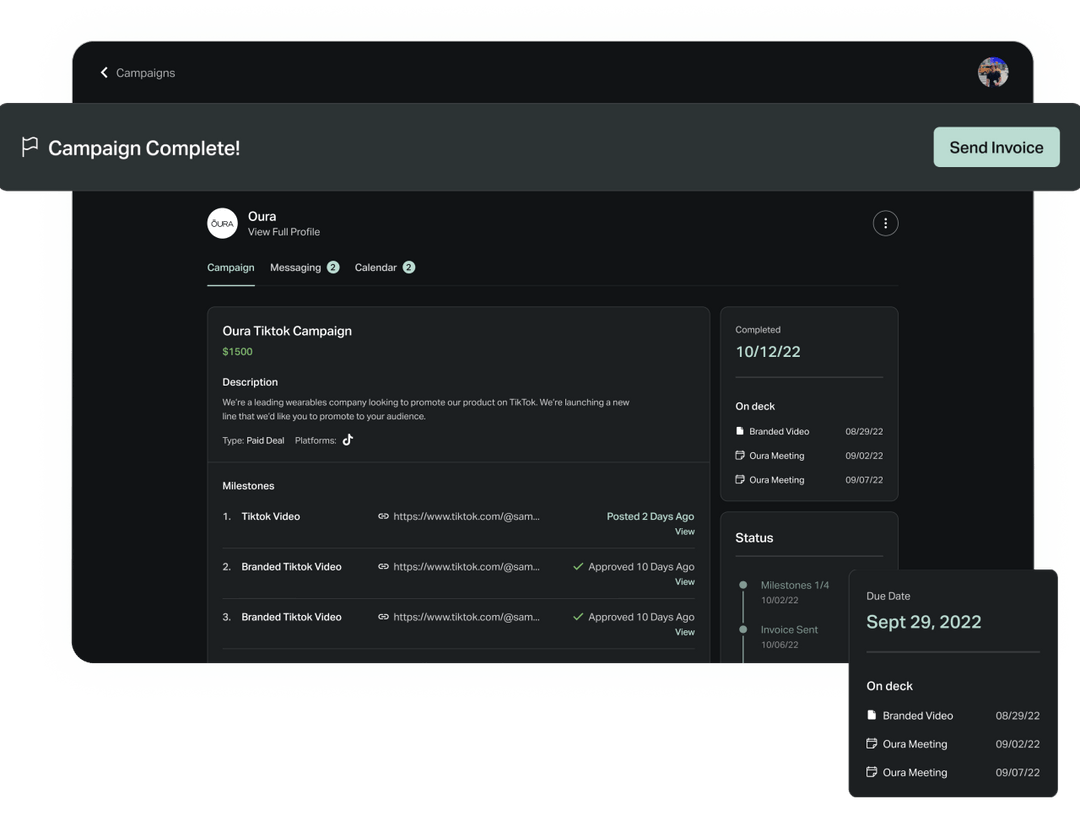 Campaigns
Campaign Complete!
Send Invoice
ŌURA
Oura
View Full Profile
Campaign Messaging 2 Calendar 2
Oura Tiktok Campaign
$1500
Description
We're a leading wearables company looking to promote our product on TikTok. We're launching a new
line that we'd like you to promote to your audience.
Type: Paid Deal Platforms:
Milestones
1. Tiktok Video https://www.tiktok.com/@sam... Posted 2 Days Ago
View
2. Branded Tiktok Video https://www.tiktok.com/@sam... Approved 10 Days Ago
View
3. Branded Tiktok Video https://www.tiktok.com/@sam... Approved 10 Days Ago
View
Completed
10/12/22
On deck
Branded Video 08/29/22
Oura Meeting 09/02/22
Oura Meeting 09/07/22
Status
Milestones 1/4
10/02/22
Invoice Sent
10/06/22
Due Date
Sept 29, 2022
On deck
Branded Video 08/29/22
Oura Meeting 09/02/22
Oura Meeting 09/07/22